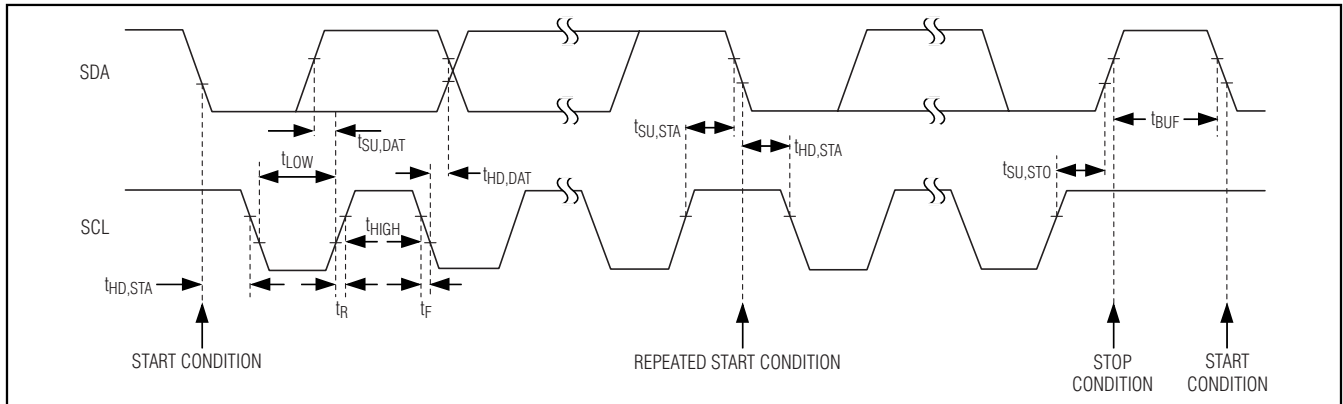 SDA
tSU,DAT
tLOW
tHD,DAT
tSU,STA
tHD,STA
tBUF
tSU,STO
SCL
tHIGH
tHD,STA
tR
tF
START CONDITION
REPEATED START CONDITION
STOP
CONDITION
START
CONDITION